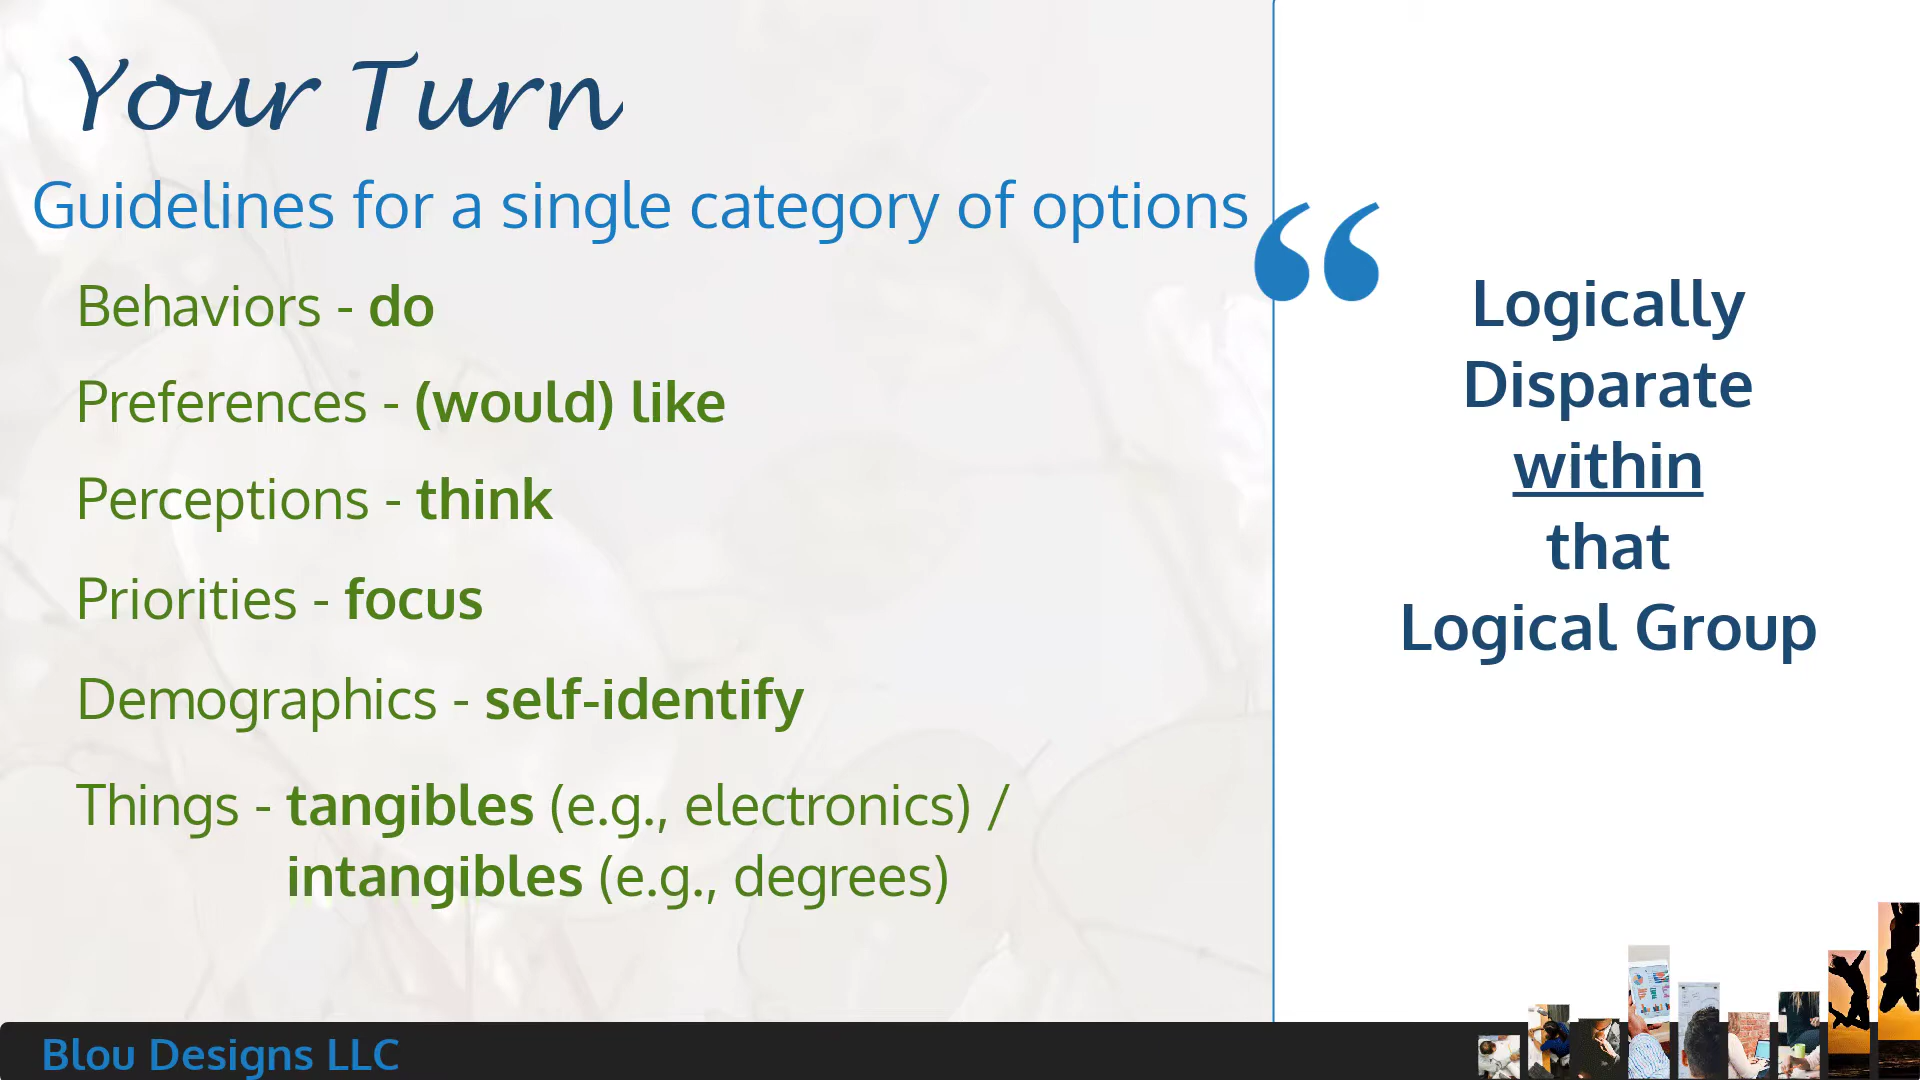 Your Turn
Guidelines for a single category of options
Behaviors - do
Preferences - (would) like
Perceptions - think
Priorities - focus
Demographics - self-identify
Things - tangibles (e.g., electronics) /
intangibles (e.g., degrees)
“
Logically
Disparate
within
that
Logical Group
Blou Designs LLC